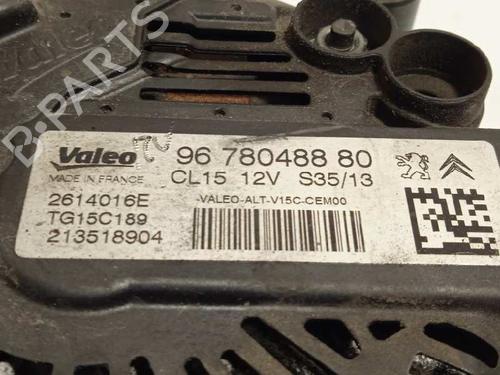 B-PARTS
Valeo 96 780488 80
MADE IN FRANCE CL15 12V S35/13
2614016E -VALEO-ALT-V15C-CEM00
TG15C189
213518904